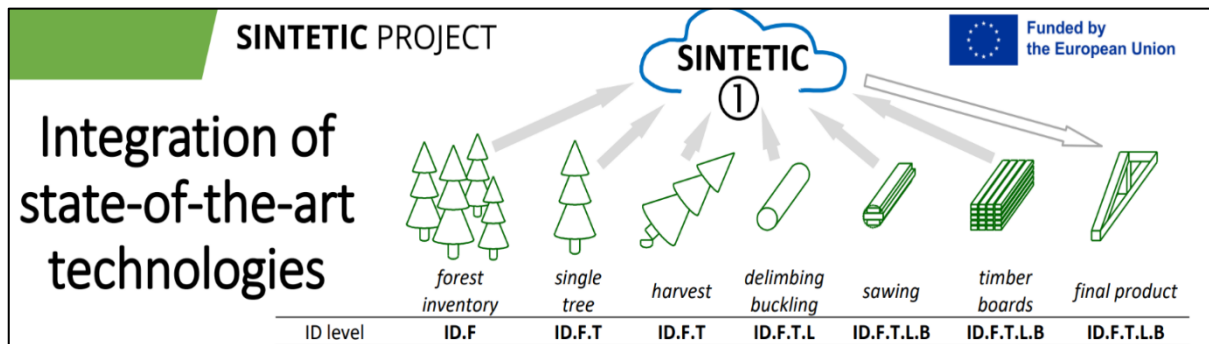 SINTETIC PROJECT
SINTETIC
①
Funded by
the European Union
Integration of
state-of-the-art
technologies
forest
inventory
single
tree
harvest
delimbing
buckling
sawing
timber
boards
final product
ID level ID.F ID.F.T ID.F.T ID.F.T.L ID.F.T.L.B ID.F.T.L.B ID.F.T.L.B